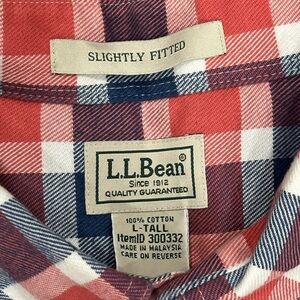 SLIGHTLY FITTED
L.L.Bean®
Since 1912
QUALITY GUARANTEED
100% COTTON
L-TALL
ItemID 300332
MADE IN MALAYSIA
CARE ON REVERSE